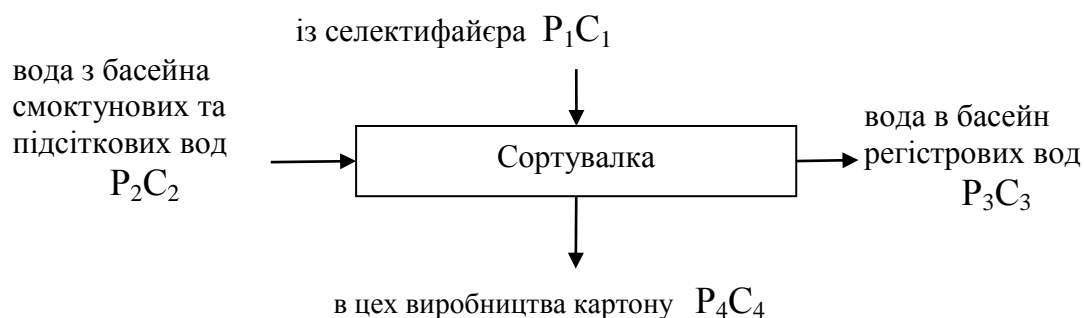 із селектифайєра P₁C₁
вода з басейна
смоктунових та
підсіткових вод
P₂C₂
Сортувалка
вода в басейн
регістрових вод
P₃C₃
в цех виробництва картону P₄C₄